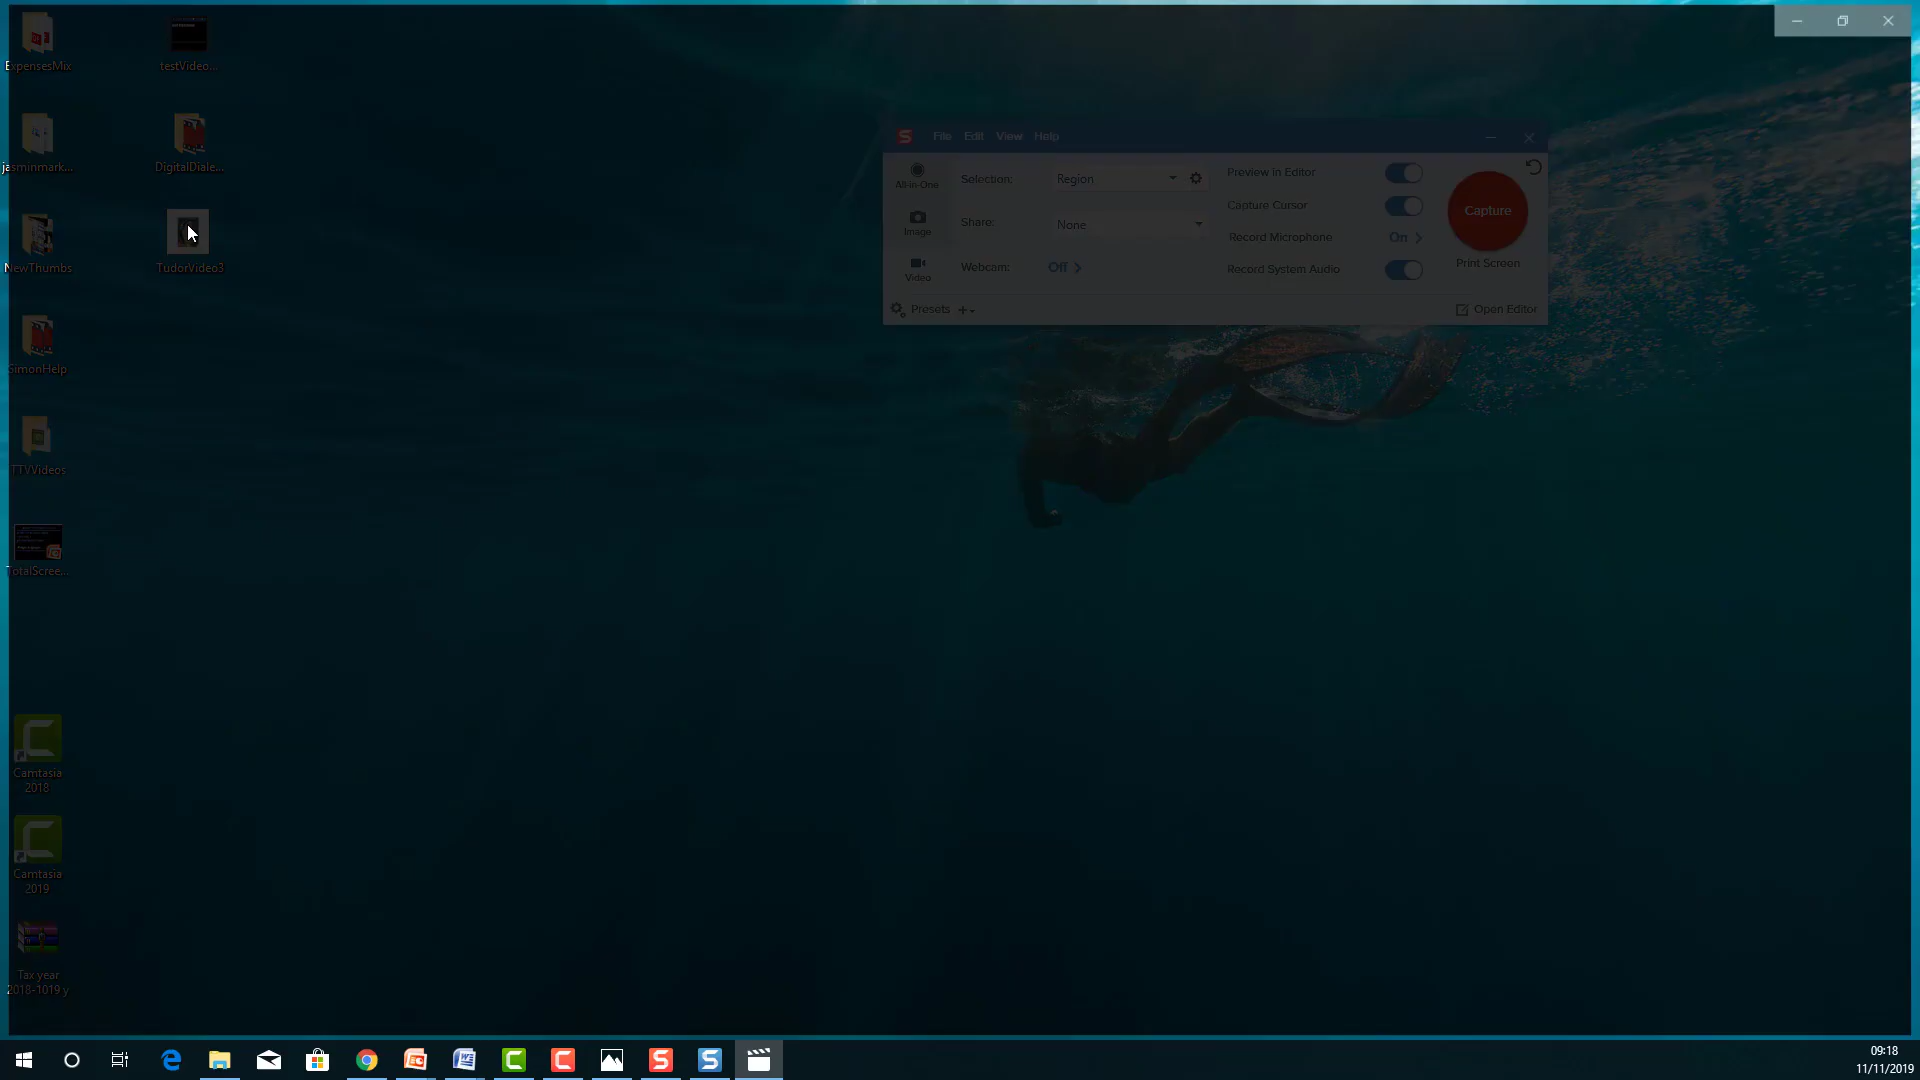 ExpensesMix
testVideo...
jasminmark...
DigitalDiale...
NewThumbs
TudorVideo3
SimonHelp
TTVVideos
TotalScree...
Camtasia
2018
Camtasia
2019
Tax year
2018-1019 y
File Edit View Help
All-in-One
Image
Video
Selection: Region
Share: None
Webcam: Off
Preview in Editor
Capture Cursor
Record Microphone On
Record System Audio
Capture
Print Screen
Presets
Open Editor
09:18
11/11/2019